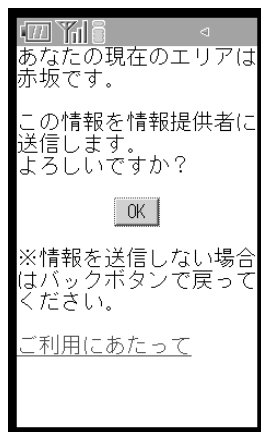 あなたの現在のエリアは
赤坂です。
この情報を情報提供者に
送信します。
よろしいですか？
OK
※情報を送信しない場合
はバックボタンで戻って
ください。
ご利用にあたって